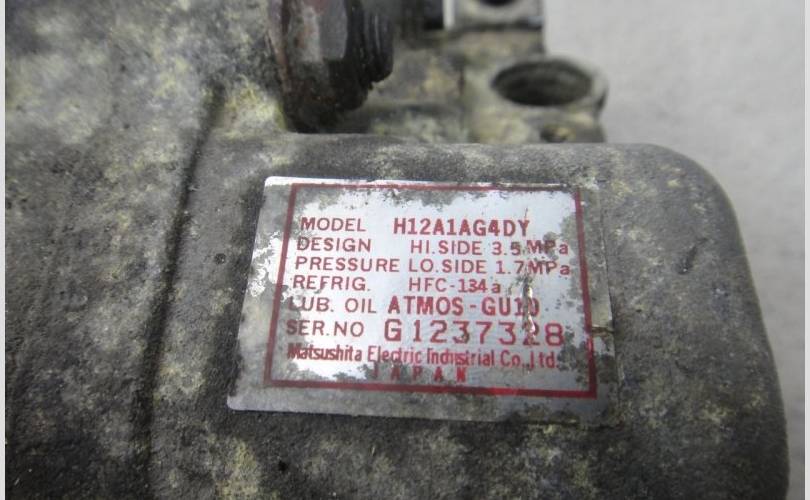 MODEL H12A1AG4DY
DESIGN HI.SIDE 3.5 MPa
PRESSURE LO.SIDE 1.7 MPa
REFRIG. HFC-134a
LUB. OIL ATMOS-GU10
SER.NO G1237328
Matsushita Electric Industrial Co., Ltd.
JAPAN